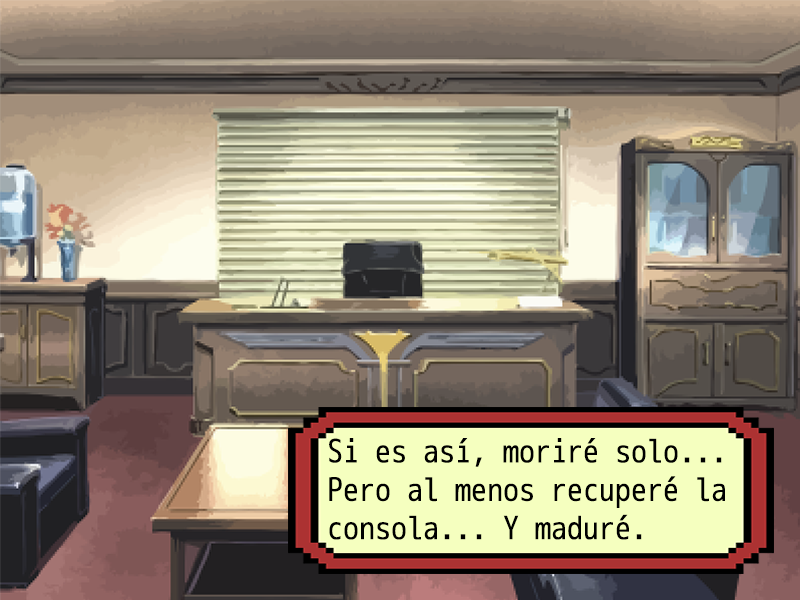 Si es así, moriré solo...
Pero al menos recuperé la
consola... Y maduré.